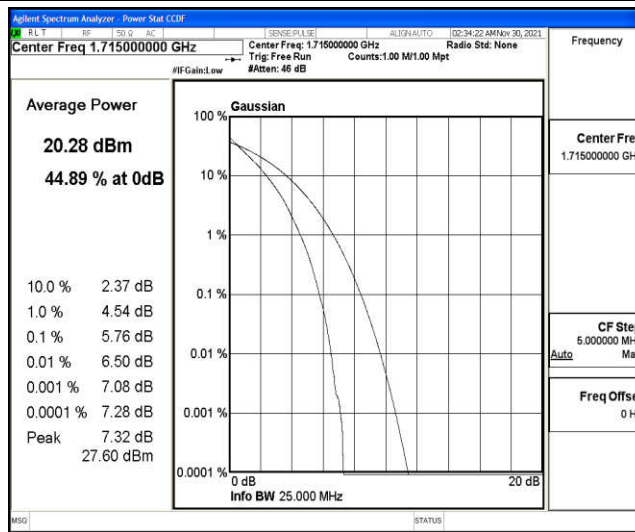 Agilent Spectrum Analyzer - Power Stat CCDF
R L T RF 50 Ω AC SENSE:PULSE ALIGN AUTO 02:34:22 AM Nov 30, 2021
Center Freq 1.715000000 GHz
Center Freq: 1.715000000 GHz Radio Std: None
Trig: Free Run Counts:1.00 M/1.00 Mpt
#IFGain:Low #Atten: 46 dB
Frequency
Average Power
20.28 dBm
44.89 % at 0dB
10.0 % 2.37 dB
1.0 % 4.54 dB
0.1 % 5.76 dB
0.01 % 6.50 dB
0.001 % 7.08 dB
0.0001 % 7.28 dB
Peak 7.32 dB
27.60 dBm
Gaussian
100 %
10 %
1 %
0.1 %
0.01 %
0.001 %
0.0001 %
0 dB 20 dB
Info BW 25.000 MHz
Center Fre
1.715000000 GH
CF Ste
5.000000 MH
Auto Ma
Freq Offse
0 H
MSG STATUS